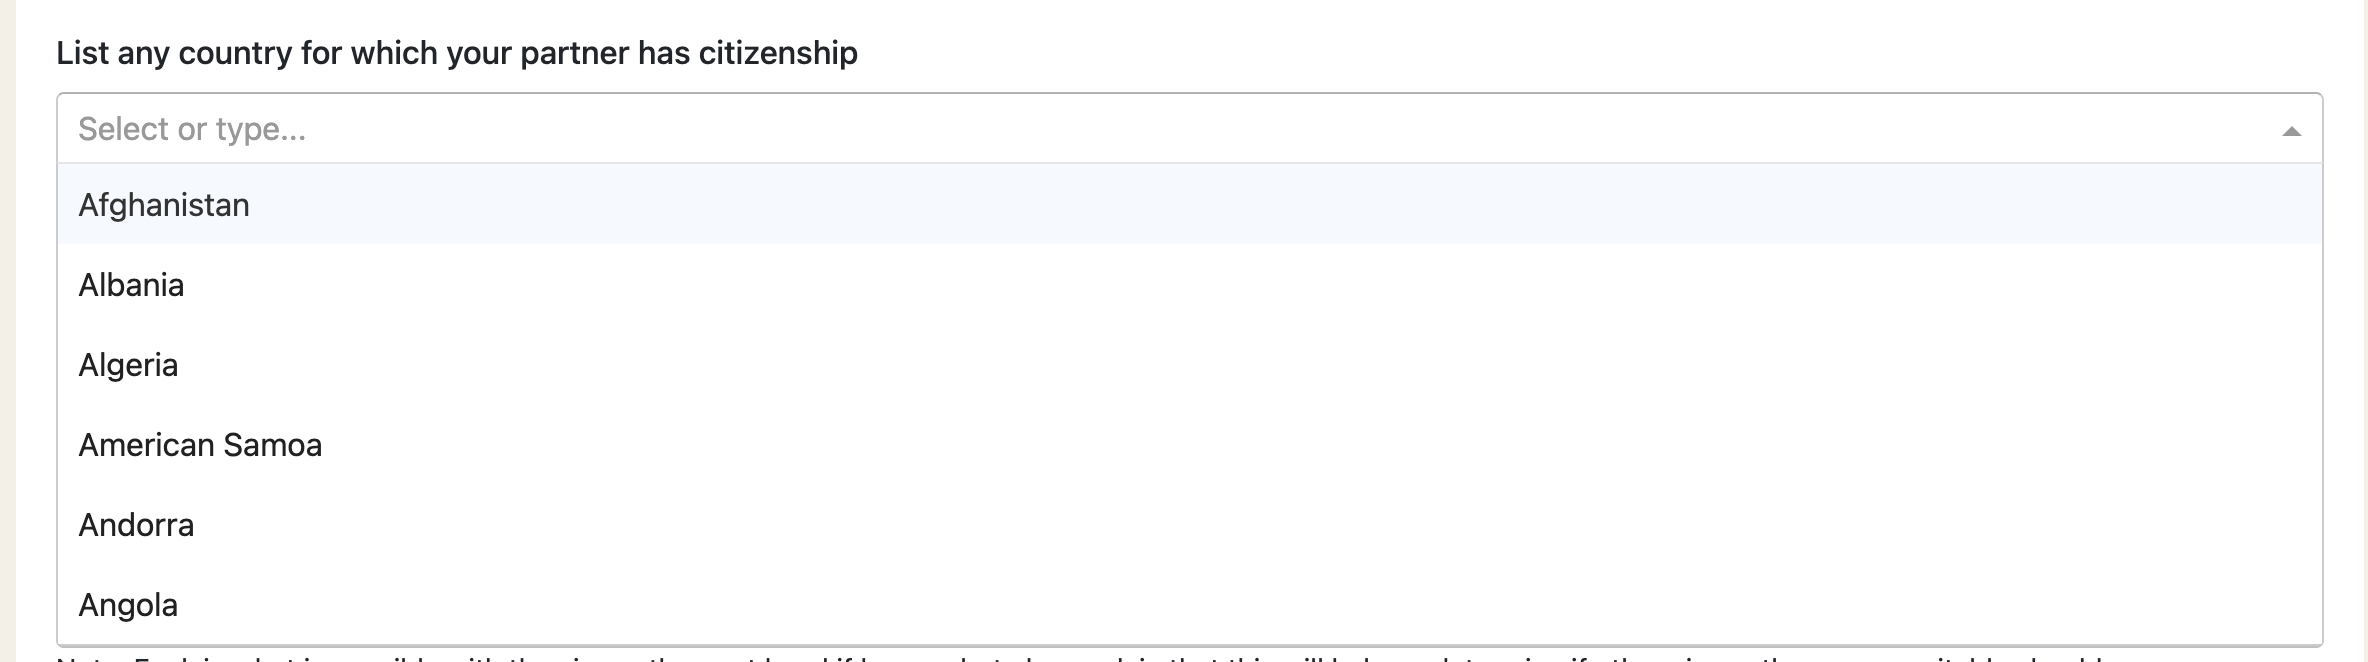 List any country for which your partner has citizenship
Select or type...
Afghanistan
Albania
Algeria
American Samoa
Andorra
Angola